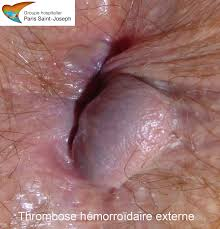 Groupe hospitalier
Paris Saint-Joseph
Thrombose hémorroïdaire externe